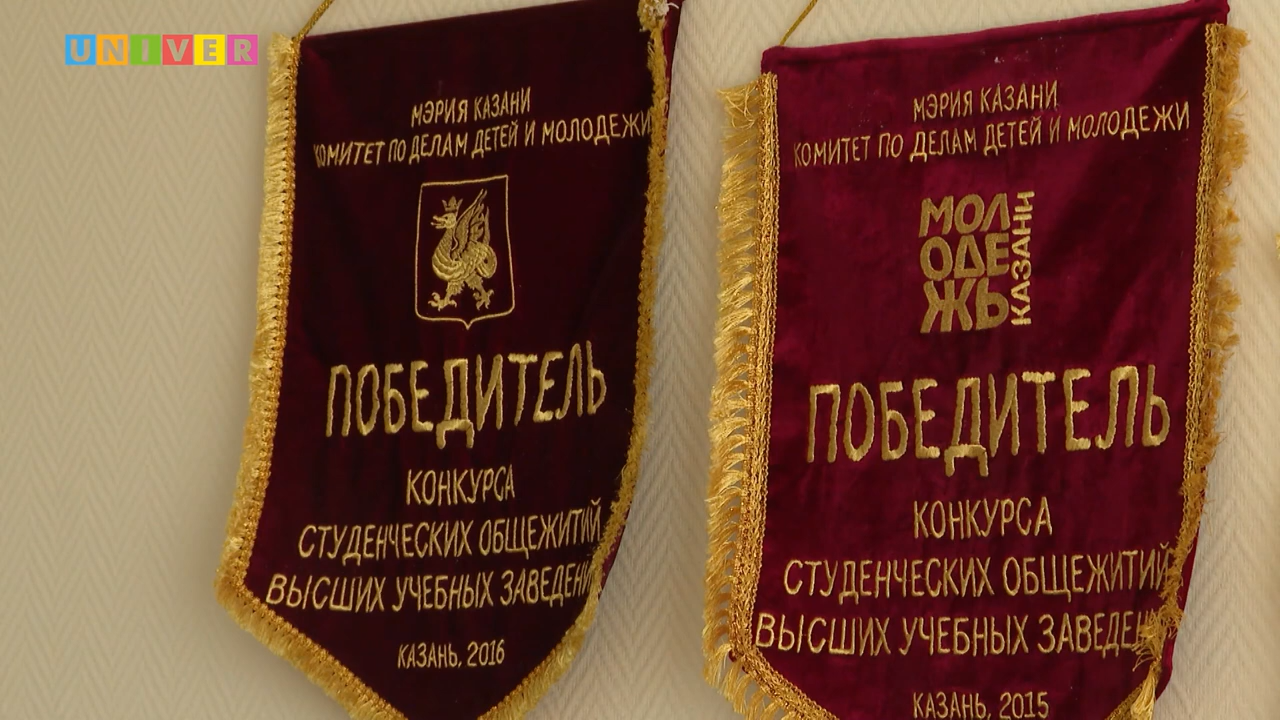 UNIVER
МЭРИЯ КАЗАНИ
КОМИТЕТ ПО ДЕЛАМ ДЕТЕЙ И МОЛОДЕЖИ
ПОБЕДИТЕЛЬ
КОНКУРСА
СТУДЕНЧЕСКИХ ОБЩЕЖИТИЙ
ВЫСШИХ УЧЕБНЫХ
КАЗАНЬ, 2016
МЭРИЯ КАЗАНИ
КОМИТЕТ ПО ДЕЛАМ ДЕТЕЙ И МОЛОДЕЖИ
МОЛ
ОДЕ
ЖЬ
КАЗАНИ
ПОБЕДИТЕЛЬ
КОНКУРСА
СТУДЕНЧЕСКИХ ОБЩЕЖИТИЙ
ВЫСШИХ УЧЕБНЫХ
КАЗАНЬ, 2015